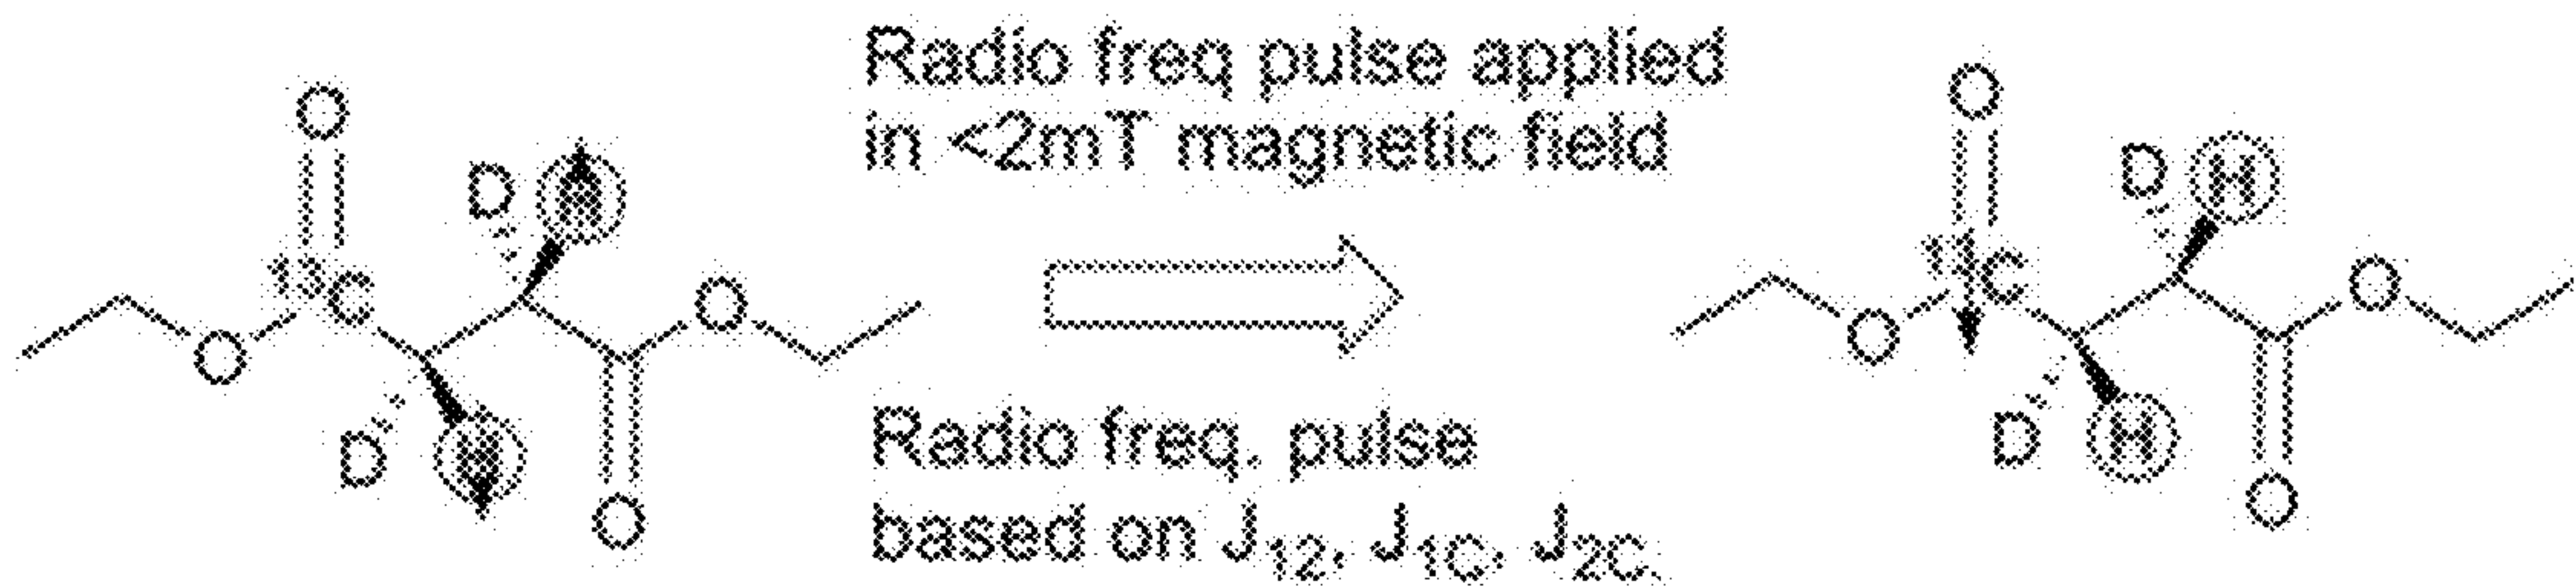 Radio freq pulse applied
in <2mT magnetic field
O
D H
13C
O
O
D H
O
O
D H
13C
O
O
D H
O
Radio freq. pulse
based on J12, J1C, J2C.